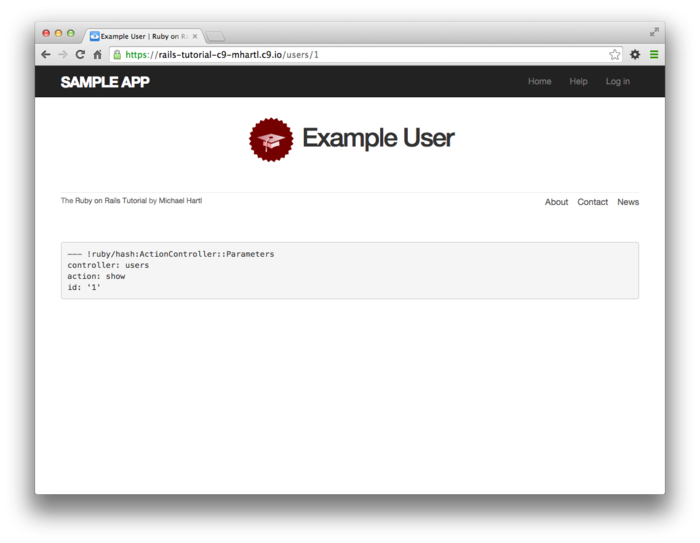 Example User | Ruby on Ra
https://rails-tutorial-c9-mhartl.c9.io/users/1
SAMPLE APP
Home Help Log in
Example User
The Ruby on Rails Tutorial by Michael Hartl
About Contact News
--- !ruby/hash:ActionController::Parameters
controller: users
action: show
id: '1'